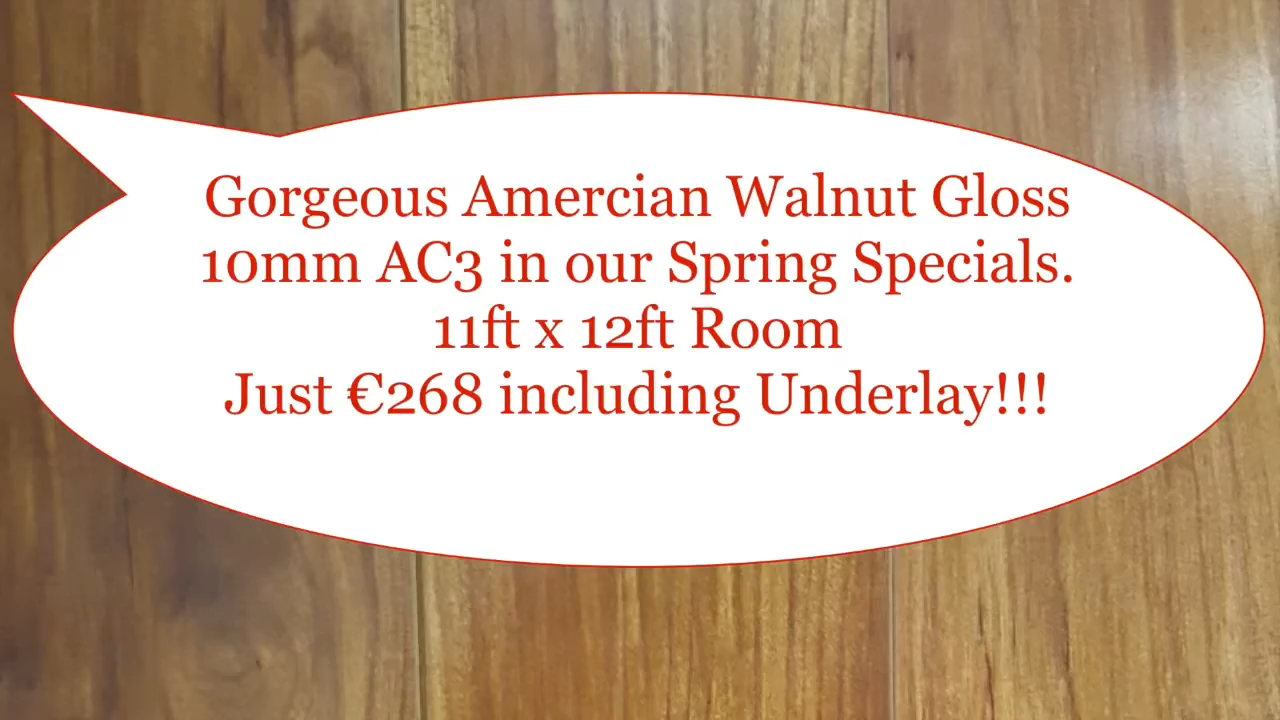 Gorgeous Amercian Walnut Gloss
10mm AC3 in our Spring Specials.
11ft x 12ft Room
Just €268 including Underlay!!!